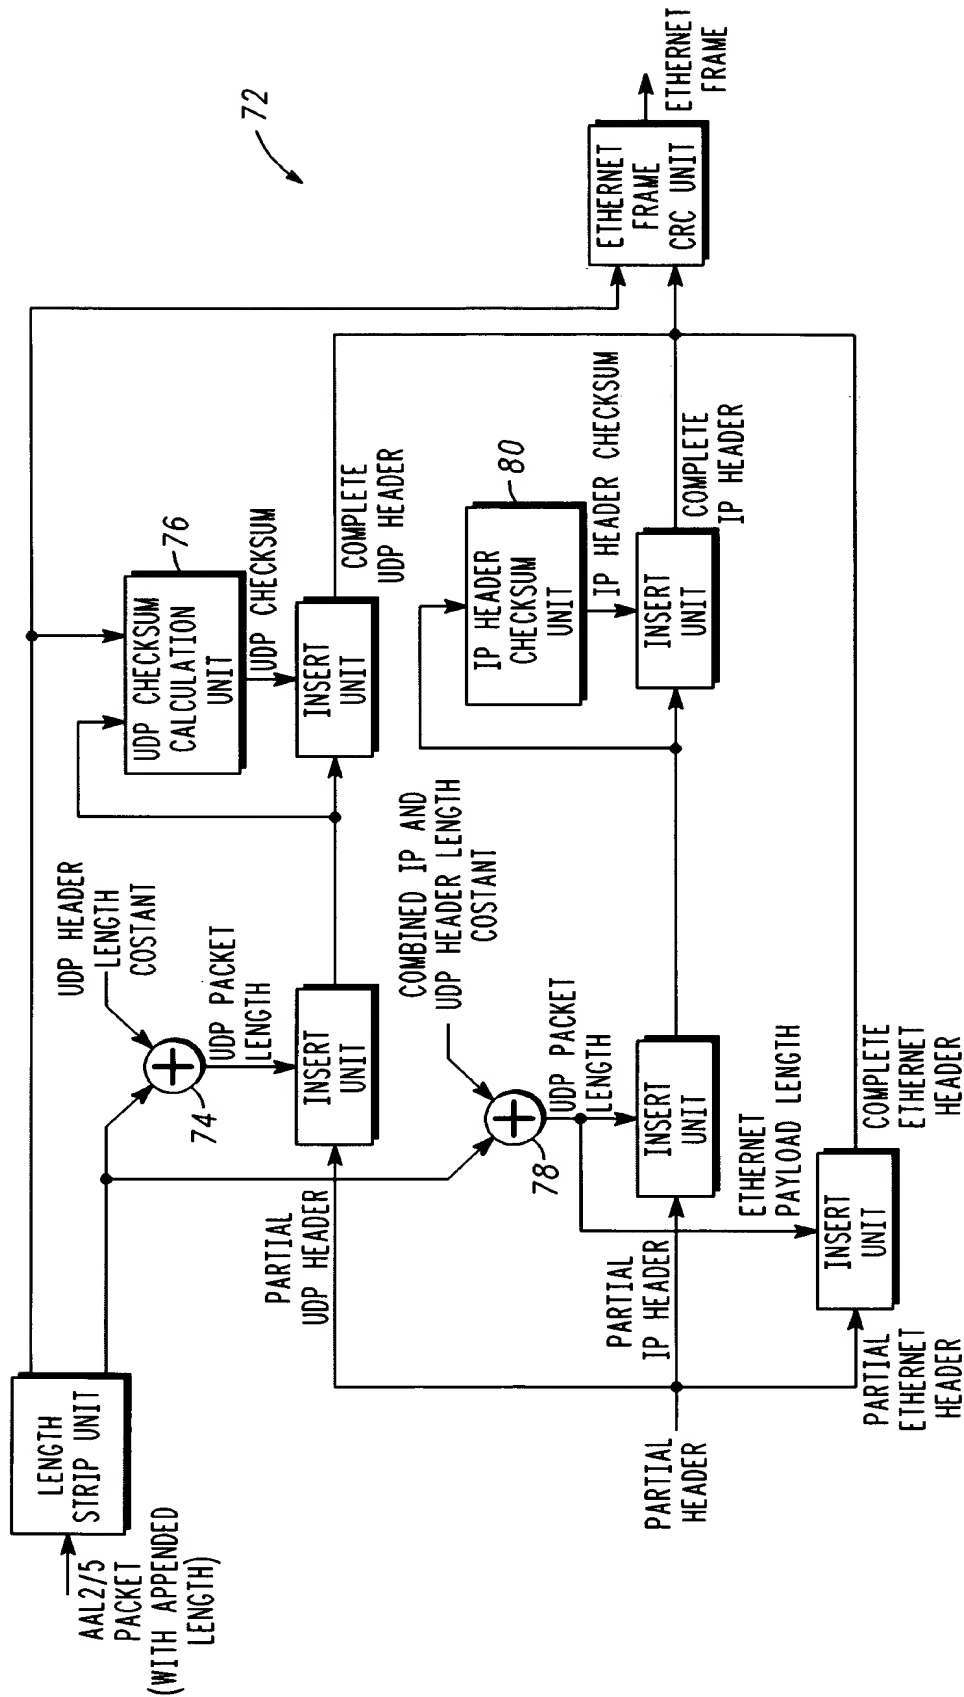 72
AAL2/5
PACKET
(WITH APPENDED
LENGTH)
LENGTH
STRIP UNIT
UDP HEADER
LENGTH
COSTANT
74
UDP PACKET
LENGTH
UDP CHECKSUM
CALCULATION
UNIT
76
UDP CHECKSUM
PARTIAL
UDP HEADER
INSERT
UNIT
INSERT
UNIT
COMPLETE
UDP HEADER
COMBINED IP AND
UDP HEADER LENGTH
COSTANT
78
UDP PACKET
LENGTH
IP HEADER
CHECKSUM
UNIT
80
IP HEADER CHECKSUM
PARTIAL
HEADER
PARTIAL
IP HEADER
INSERT
UNIT
INSERT
UNIT
COMPLETE
IP HEADER
ETHERNET
FRAME
CRC UNIT
ETHERNET
FRAME
ETHERNET
PAYLOAD LENGTH
PARTIAL
ETHERNET
HEADER
INSERT
UNIT
COMPLETE
ETHERNET
HEADER